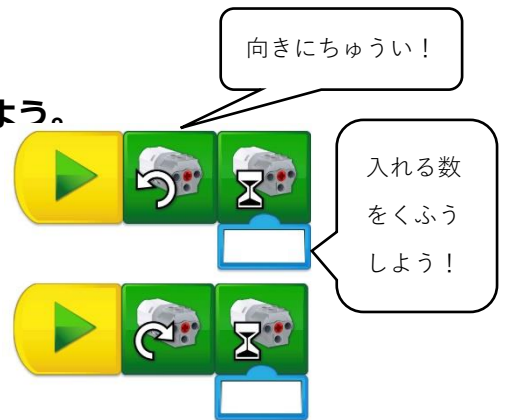 向きにちゅうい！
よう。
入れる数
をくふう
しよう！